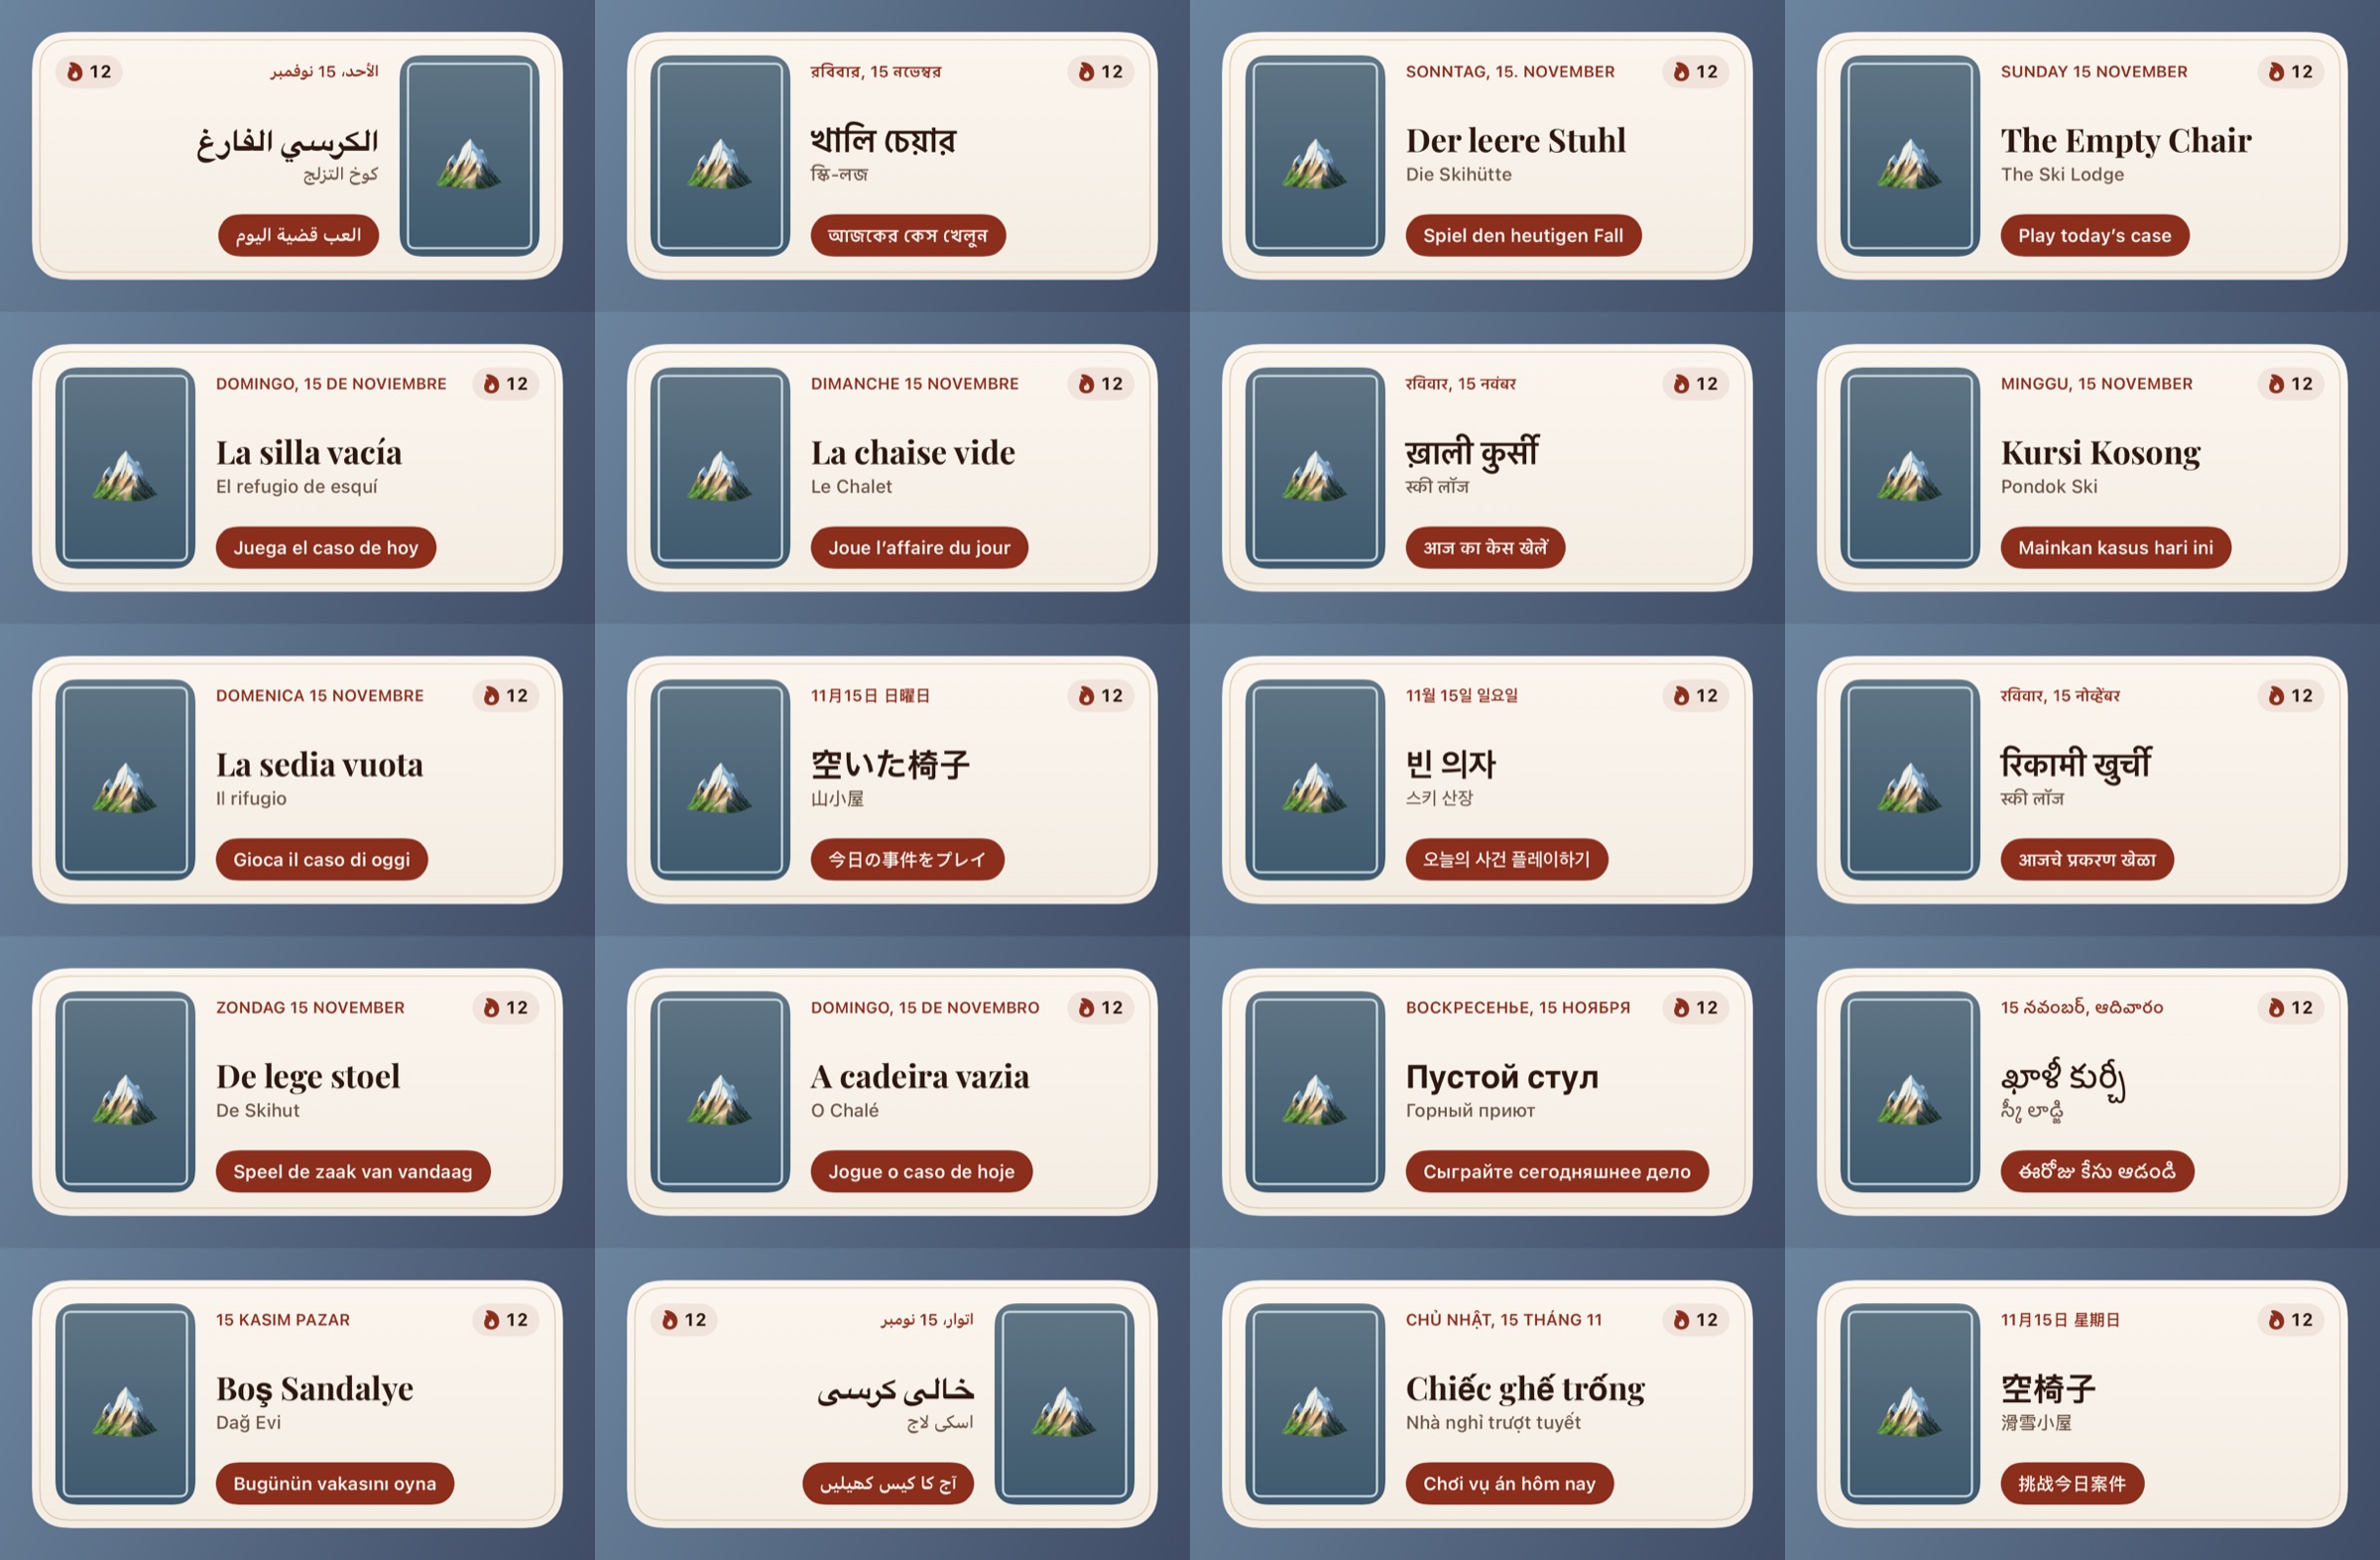 الأحد، 15 نوفمبر
12
الكرسي الفارغ
كوخ التزلج
العب قضية اليوم
রবিবার, 15 নভেম্বর
12
খালি চেয়ার
স্কি-লজ
আজকের কেস খেলুন
SONNTAG, 15. NOVEMBER
12
Der leere Stuhl
Die Skihütte
Spiel den heutigen Fall
SUNDAY 15 NOVEMBER
12
The Empty Chair
The Ski Lodge
Play today’s case
DOMINGO, 15 DE NOVIEMBRE
12
La silla vacía
El refugio de esquí
Juega el caso de hoy
DIMANCHE 15 NOVEMBRE
12
La chaise vide
Le Chalet
Joue l’affaire du jour
रविवार, 15 नवंबर
12
ख़ाली कुर्सी
स्की लॉज
आज का केस खेलें
MINGGU, 15 NOVEMBER
12
Kursi Kosong
Pondok Ski
Mainkan kasus hari ini
DOMENICA 15 NOVEMBRE
12
La sedia vuota
Il rifugio
Gioca il caso di oggi
11月15日 日曜日
12
空いた椅子
山小屋
今日の事件をプレイ
11월 15일 일요일
12
빈 의자
스키 산장
오늘의 사건 플레이하기
रविवार, 15 नोव्हेंबर
12
रिकामी खुर्ची
स्की लॉज
आजचे प्रकरण खेळा
ZONDAG 15 NOVEMBER
12
De lege stoel
De Skihut
Speel de zaak van vandaag
DOMINGO, 15 DE NOVEMBRO
12
A cadeira vazia
O Chalé
Jogue o caso de hoje
ВОСКРЕСЕНЬЕ, 15 НОЯБРЯ
12
Пустой стул
Горный приют
Сыграйте сегодняшнее дело
15 నవంబర్, ఆదివారం
12
ఖాళీ కుర్చీ
స్కీ లాడ్జి
ఈరోజు కేసు ఆడండి
15 KASIM PAZAR
12
Boş Sandalye
Dağ Evi
Bugünün vakasını oyna
اتوار، 15 نومبر
12
خالی کرسی
اسکی لاج
آج کا کیس کھیلیں
CHỦ NHẬT, 15 THÁNG 11
12
Chiếc ghế trống
Nhà nghỉ trượt tuyết
Chơi vụ án hôm nay
11月15日 星期日
12
空椅子
滑雪小屋
挑战今日案件